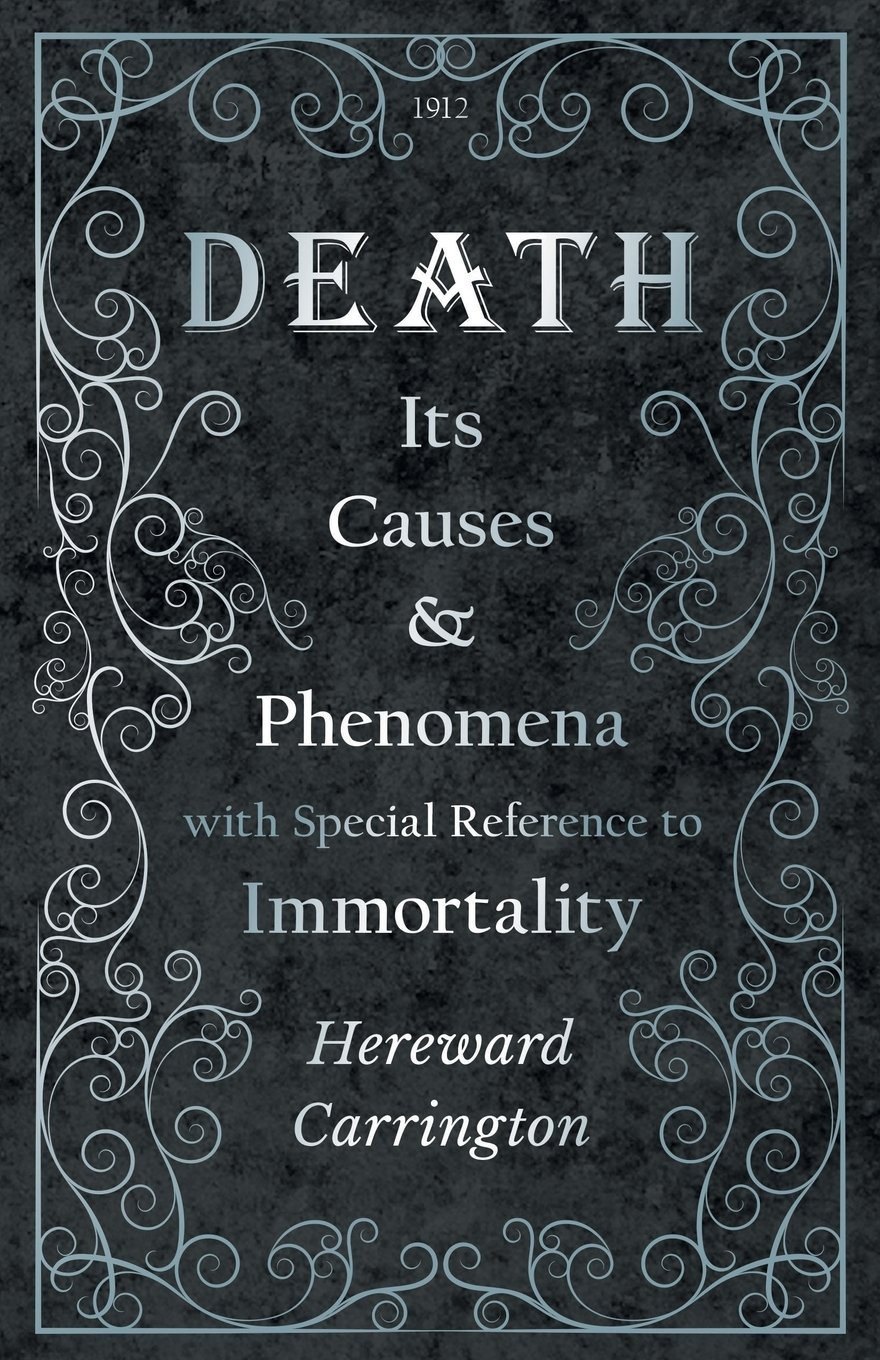 1912
DEATH
Its
Causes
&
Phenomena
with Special Reference to
Immortality
Hereward
Carrington